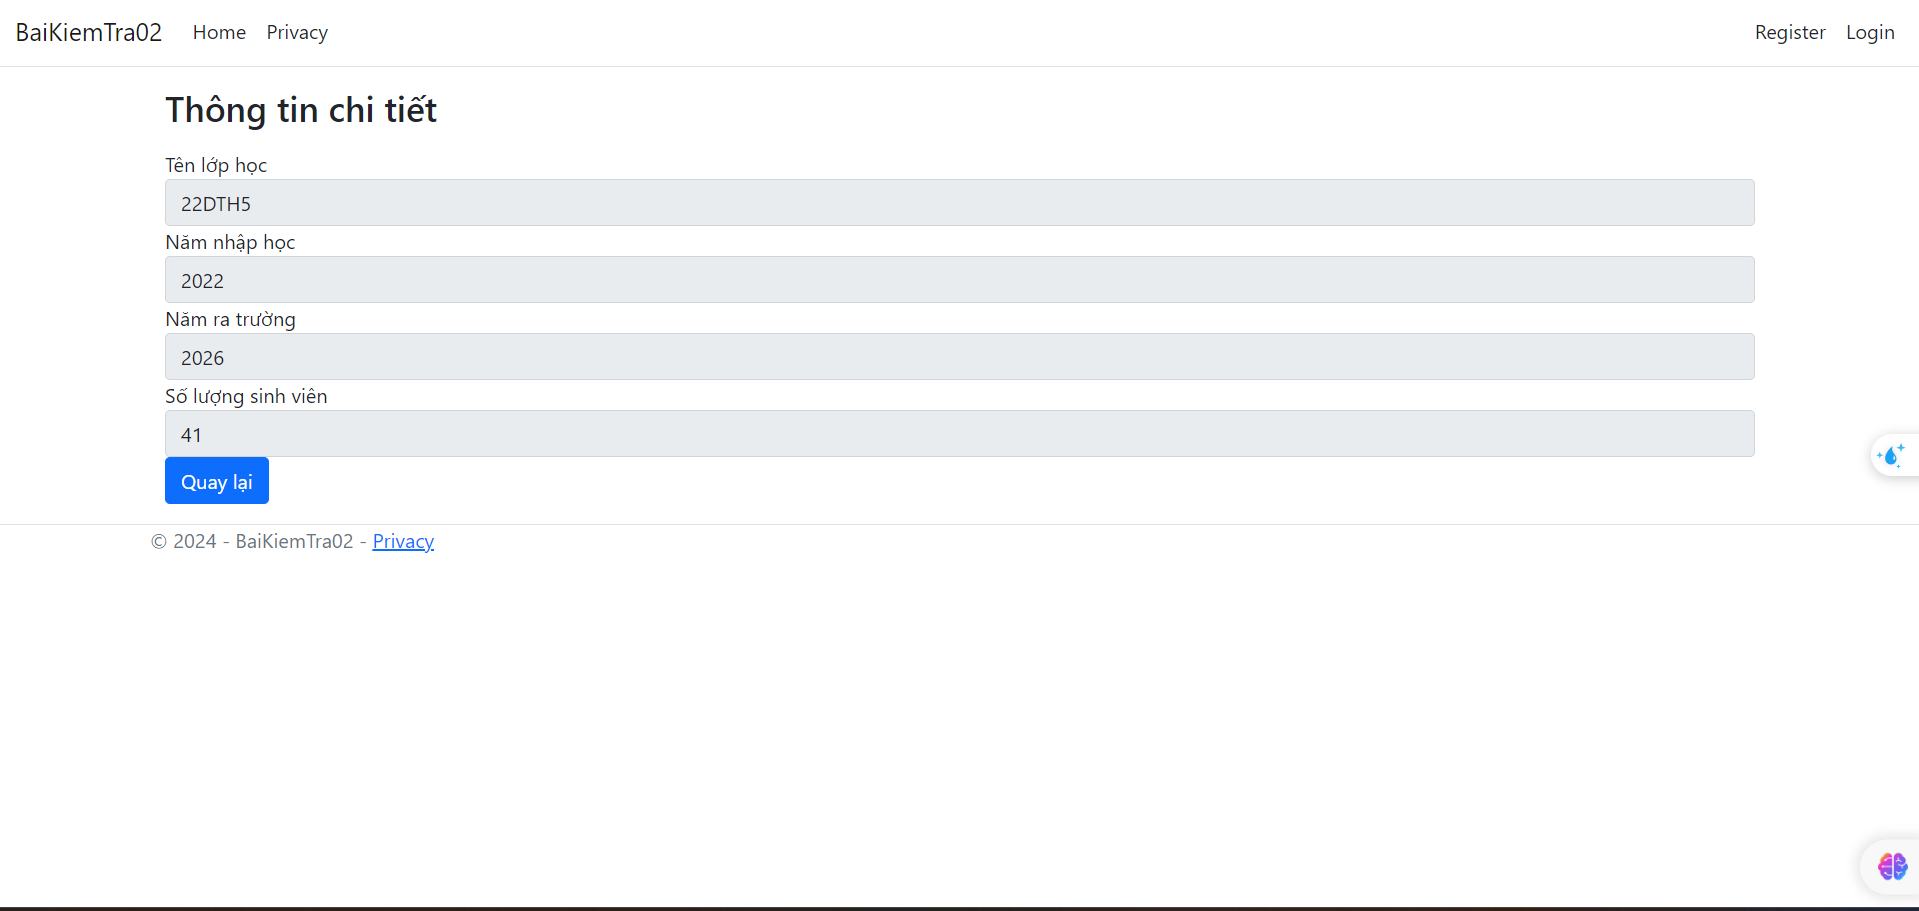 BaiKiemTra02 Home Privacy Register Login
Thông tin chi tiết
Tên lớp học
22DTH5
Năm nhập học
2022
Năm ra trường
2026
Số lượng sinh viên
41
Quay lại
© 2024 - BaiKiemTra02 - Privacy